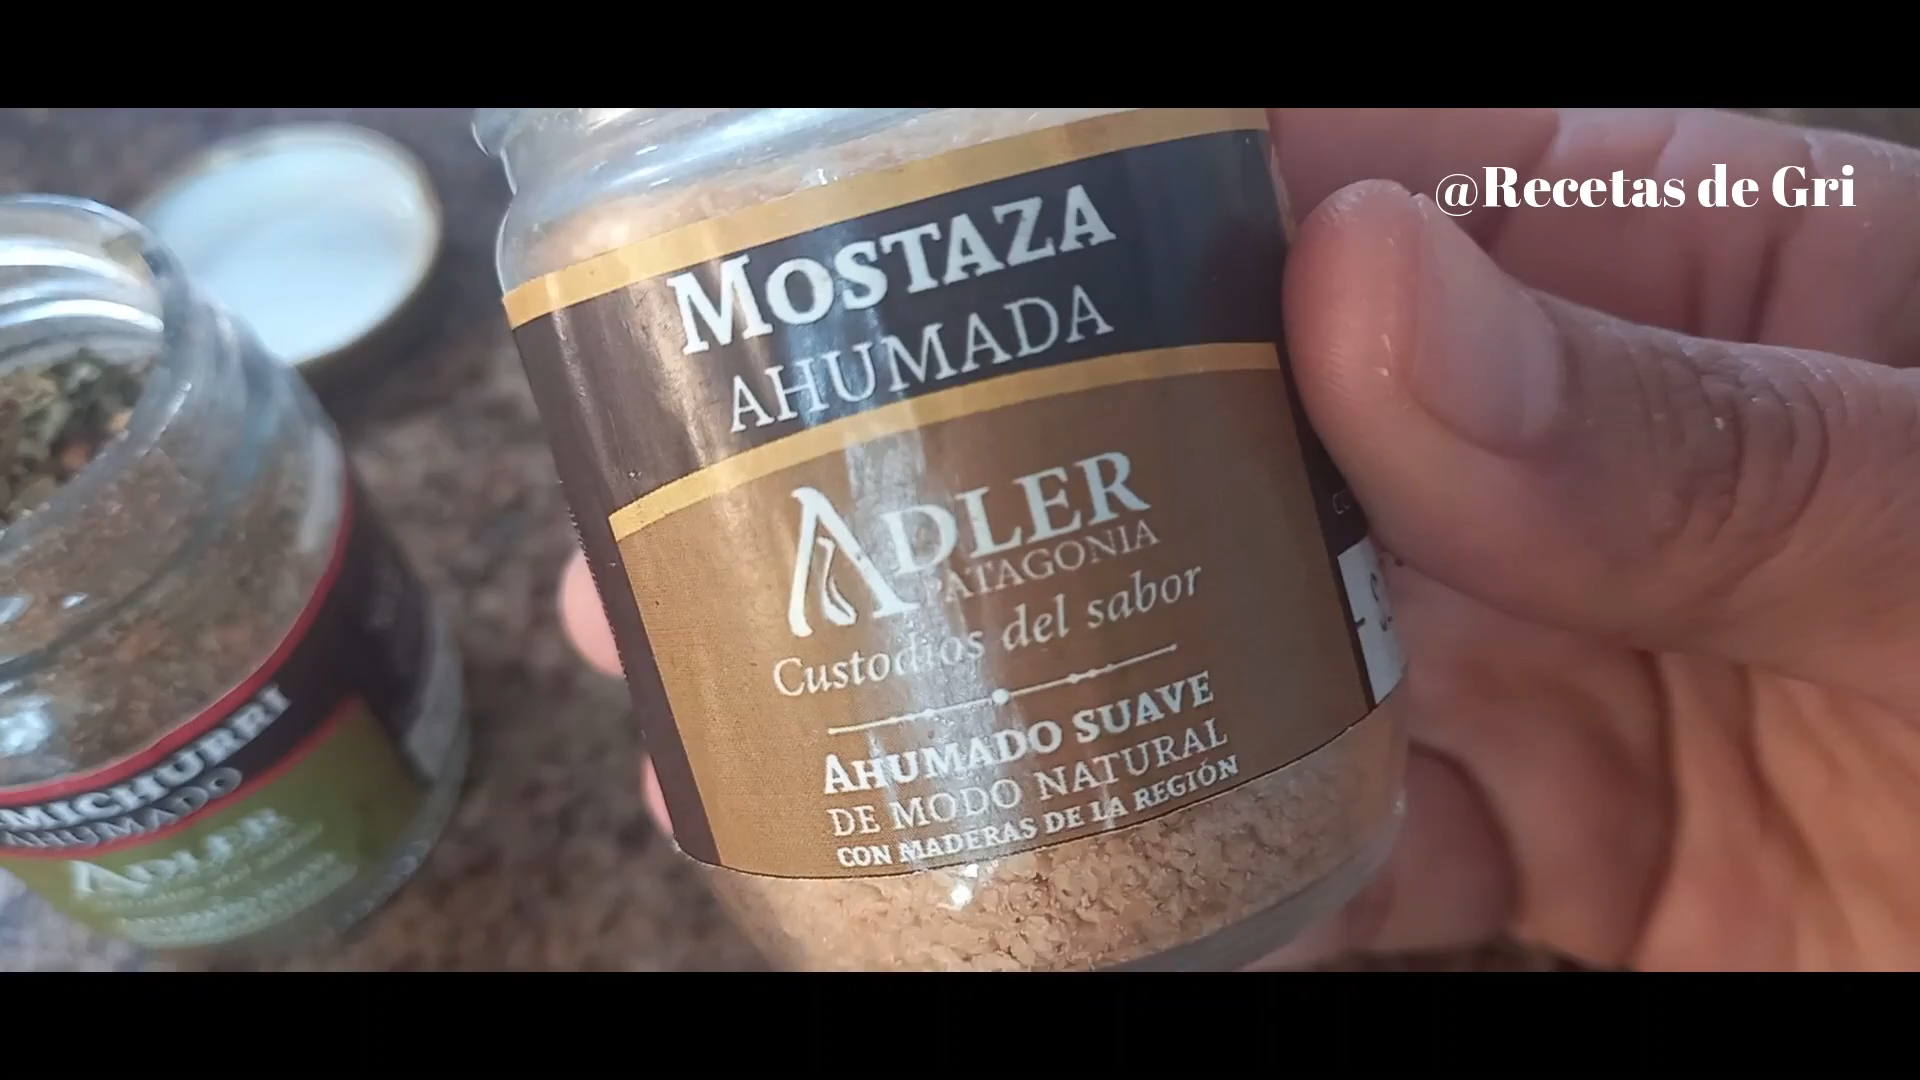 @Recetas de Gri
MOSTAZA
AHUMADA
ADLER
PATAGONIA
Custodios del sabor
AHUMADO SUAVE
DE MODO NATURAL
CON MADERAS DE LA REGIÓN
MICHURRI
AHUMADO
ADLER